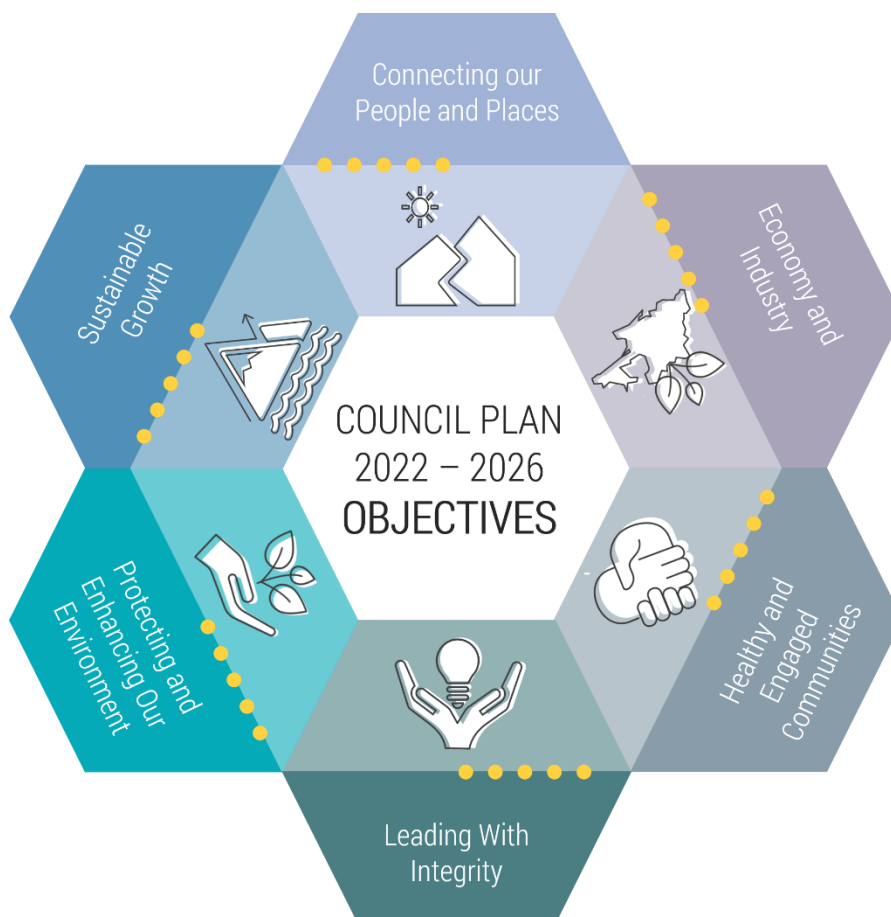 Connecting our
People and Places
Economy and
Industry
Healthy and
Engaged
Communities
Leading With
Integrity
Protecting and
Enhancing Our
Environment
Sustainable
Growth
COUNCIL PLAN
2022 – 2026
OBJECTIVES